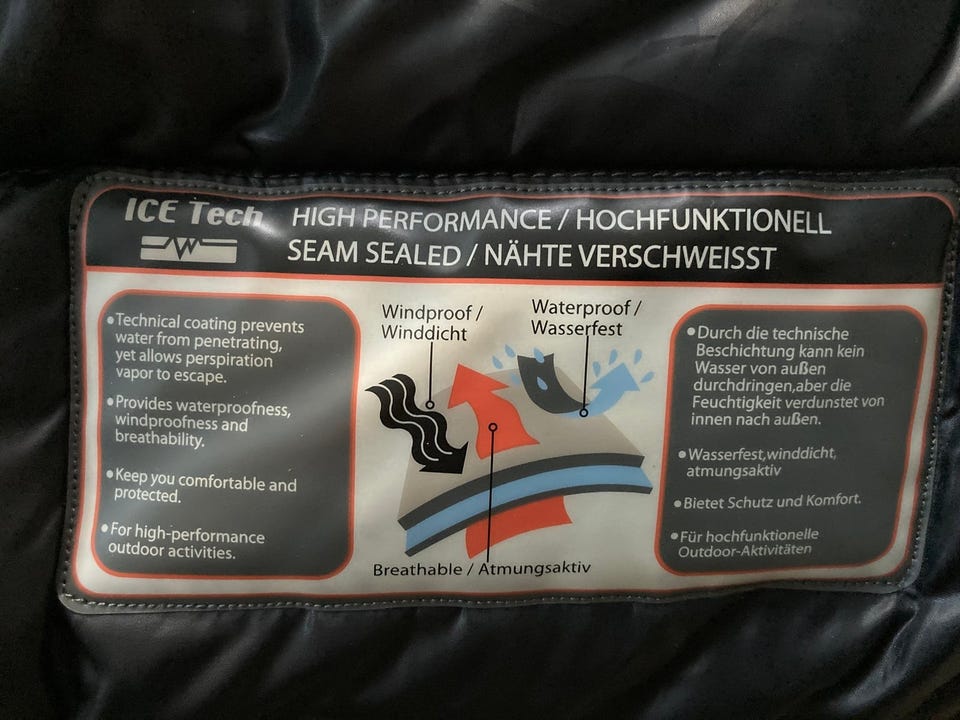 ICE Tech
HIGH PERFORMANCE / HOCHFUNKTIONELL
SEAM SEALED / NÄHTE VERSCHWEISST
•Technical coating prevents
water from penetrating,
yet allows perspiration
vapor to escape.
•Provides waterproofness,
windproofness and
breathability.
•Keep you comfortable and
protected.
•For high-performance
outdoor activities.
Windproof /
Winddicht
Waterproof /
Wasserfest
Breathable / Atmungsaktiv
•Durch die technische
Beschichtung kann kein
Wasser von außen
durchdringen,aber die
Feuchtigkeit verdunstet von
innen nach außen.
•Wasserfest,winddicht,
atmungsaktiv
•Bietet Schutz und Komfort.
•Für hochfunktionelle
Outdoor-Aktivitäten